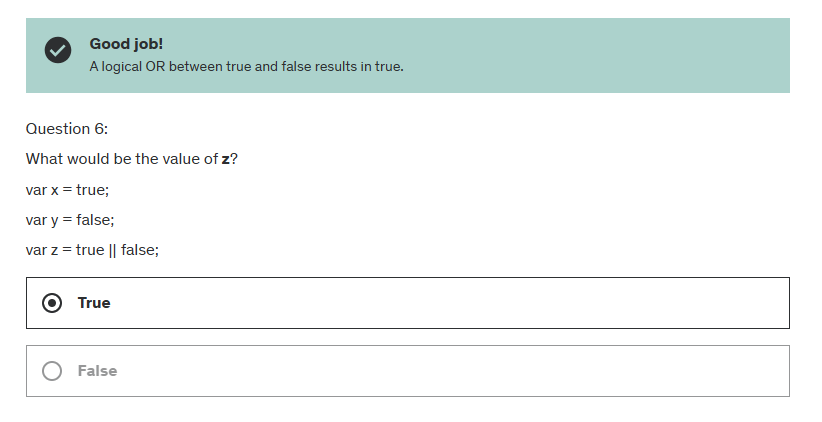 Good job!
A logical OR between true and false results in true.
Question 6:
What would be the value of z?
var x = true;
var y = false;
var z = true || false;
True
False